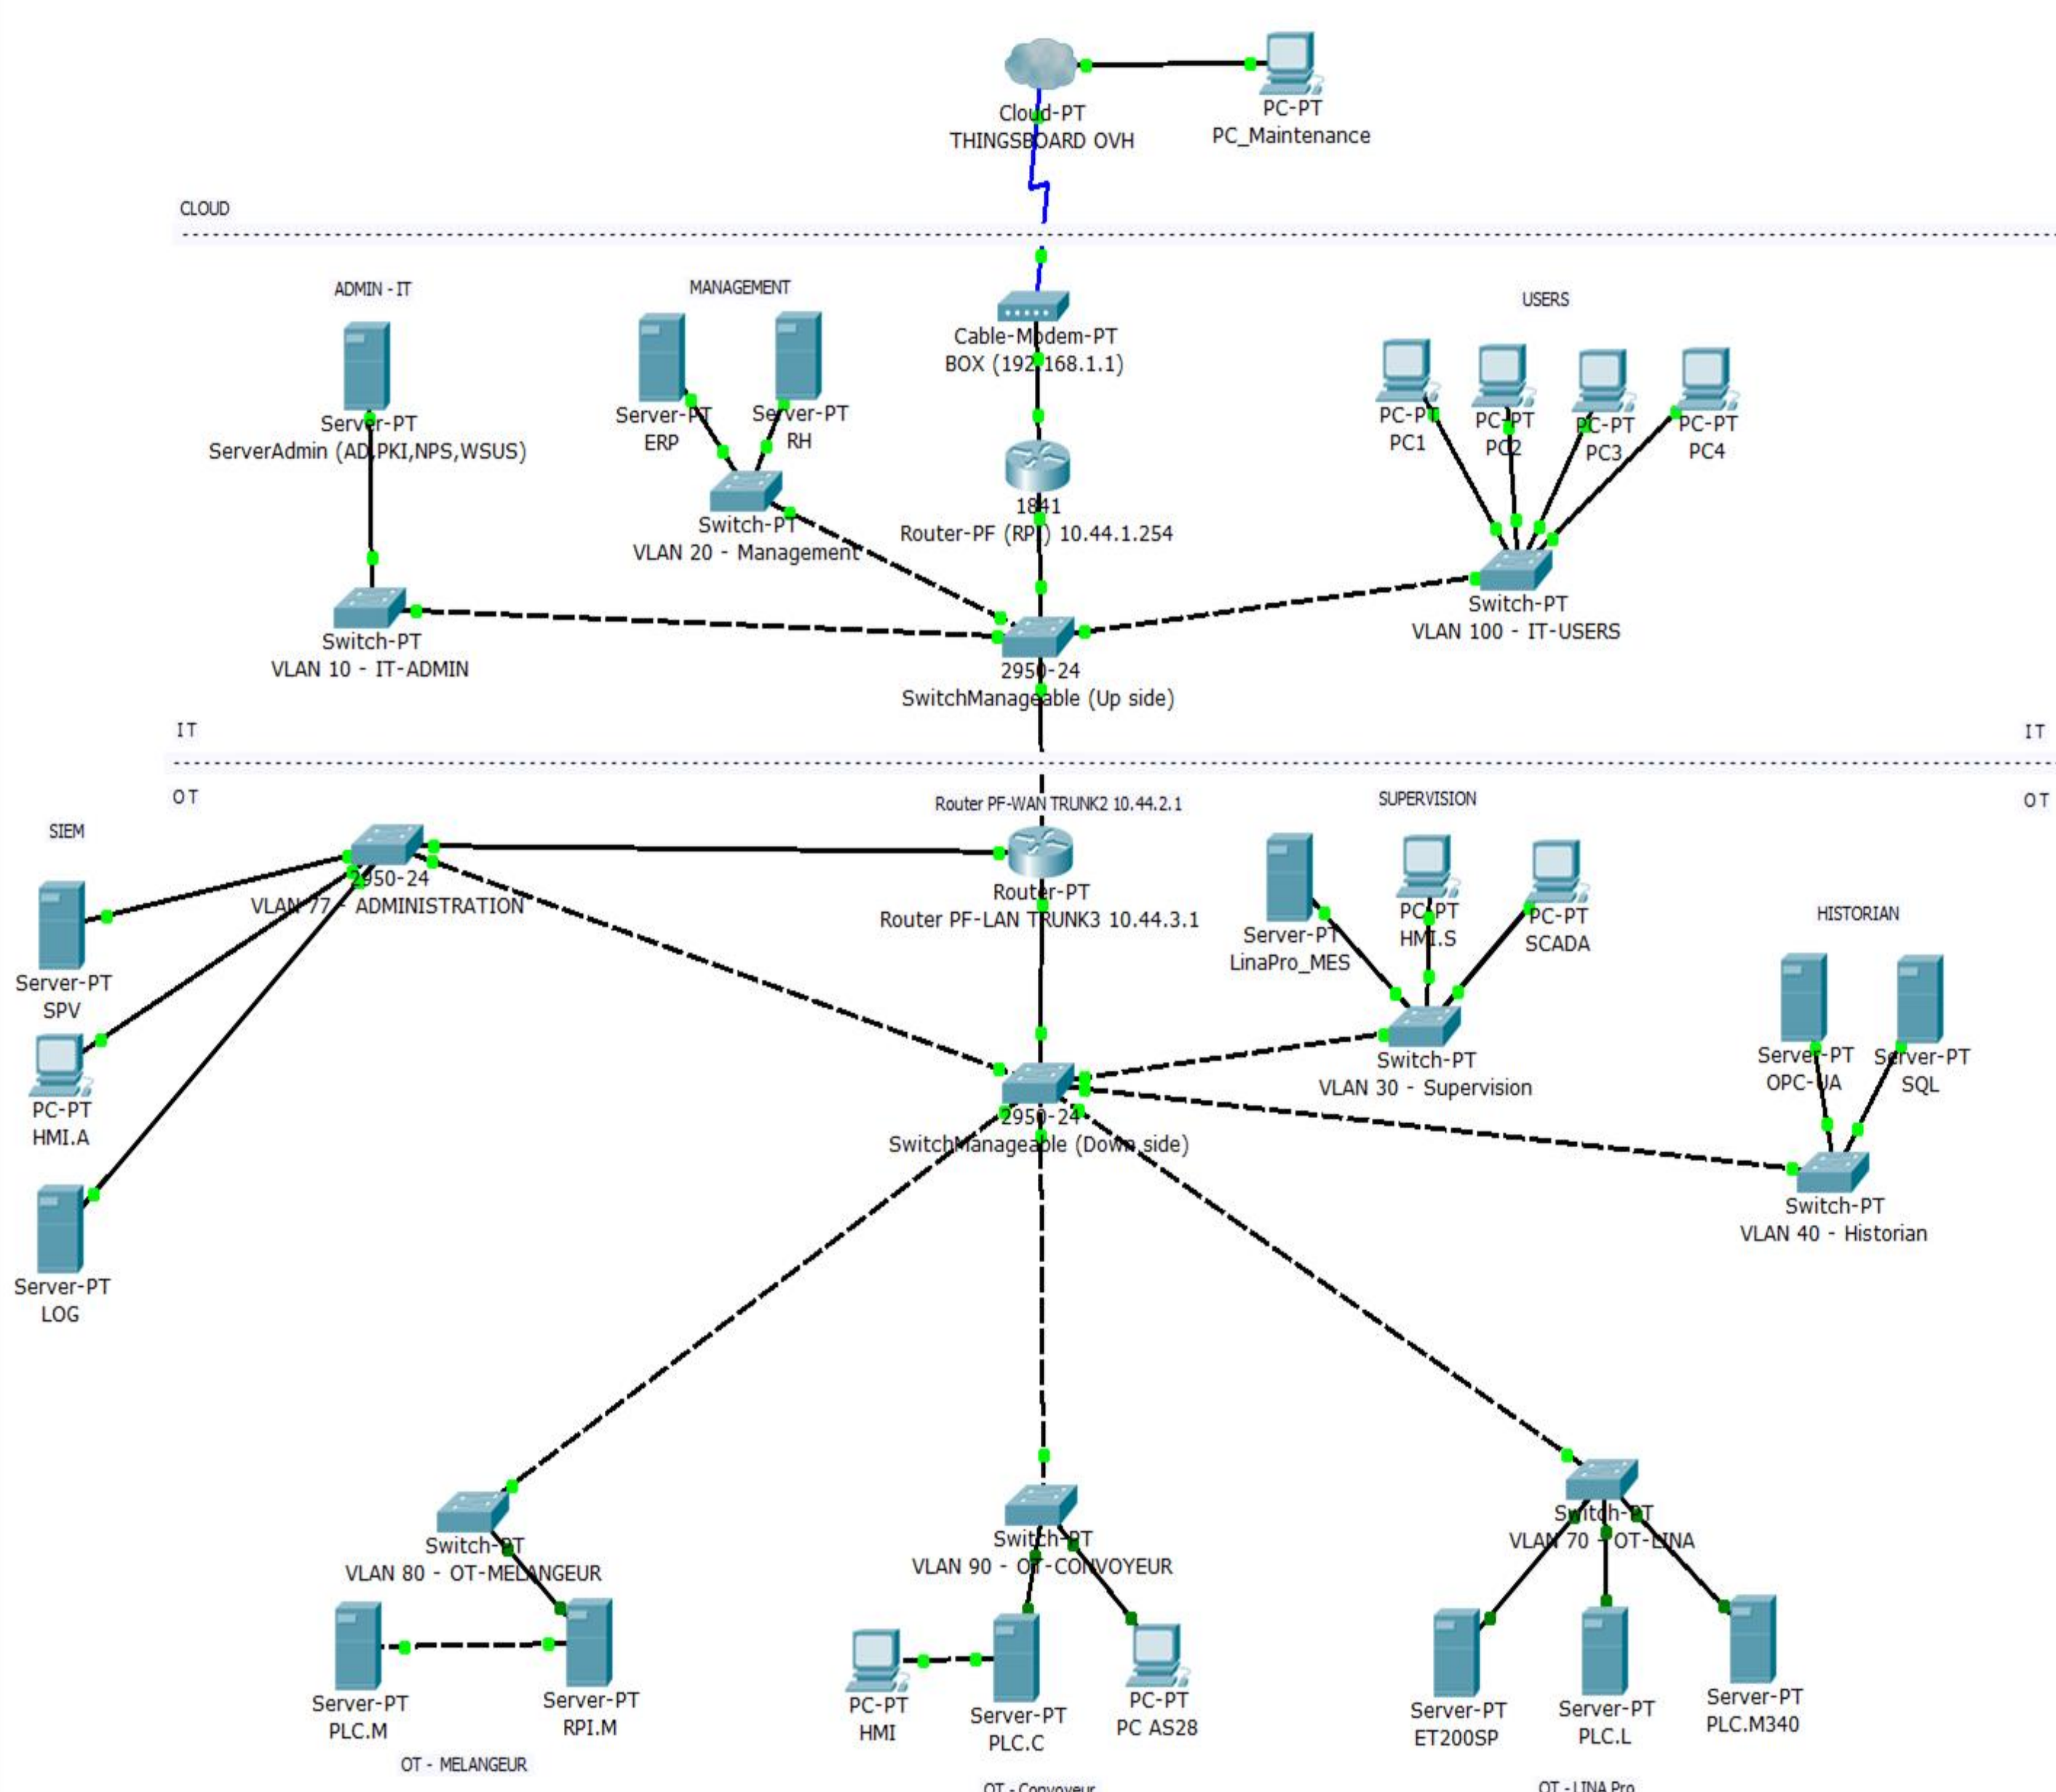 Cloud-PT
THINGSBOARD OVH
PC-PT
PC_Maintenance
CLOUD
ADMIN - IT
Server-PT
ServerAdmin (AD,PKI,NPS,WSUS)
Switch-PT
VLAN 10 - IT-ADMIN
MANAGEMENT
Server-PT
ERP
Server-PT
RH
Switch-PT
VLAN 20 - Management
Cable-Modem-PT
BOX (192.168.1.1)
1841
Router-PF (RPI) 10.44.1.254
2950-24
SwitchManageable (Up side)
USERS
PC-PT
PC1
PC-PT
PC2
PC-PT
PC3
PC-PT
PC4
Switch-PT
VLAN 100 - IT-USERS
IT
IT
OT
OT
SIEM
2950-24
VLAN 77 - ADMINISTRATION
Server-PT
SPV
PC-PT
HMI.A
Server-PT
LOG
Router PF-WAN TRUNK2 10.44.2.1
Router-PT
Router PF-LAN TRUNK3 10.44.3.1
2950-24
SwitchManageable (Down side)
SUPERVISION
Server-PT
LinaPro_MES
PC-PT
HMI.S
PC-PT
SCADA
Switch-PT
VLAN 30 - Supervision
HISTORIAN
Server-PT
OPC-UA
Server-PT
SQL
Switch-PT
VLAN 40 - Historian
Switch-PT
VLAN 80 - OT-MELANGEUR
Server-PT
PLC.M
Server-PT
RPI.M
OT - MELANGEUR
Switch-PT
VLAN 90 - OT-CONVOYEUR
PC-PT
HMI
Server-PT
PLC.C
PC-PT
PC AS28
OT - Convoyeur
Switch-PT
VLAN 70 - OT-LINA
Server-PT
ET200SP
Server-PT
PLC.L
Server-PT
PLC.M340
OT - LINA Pro